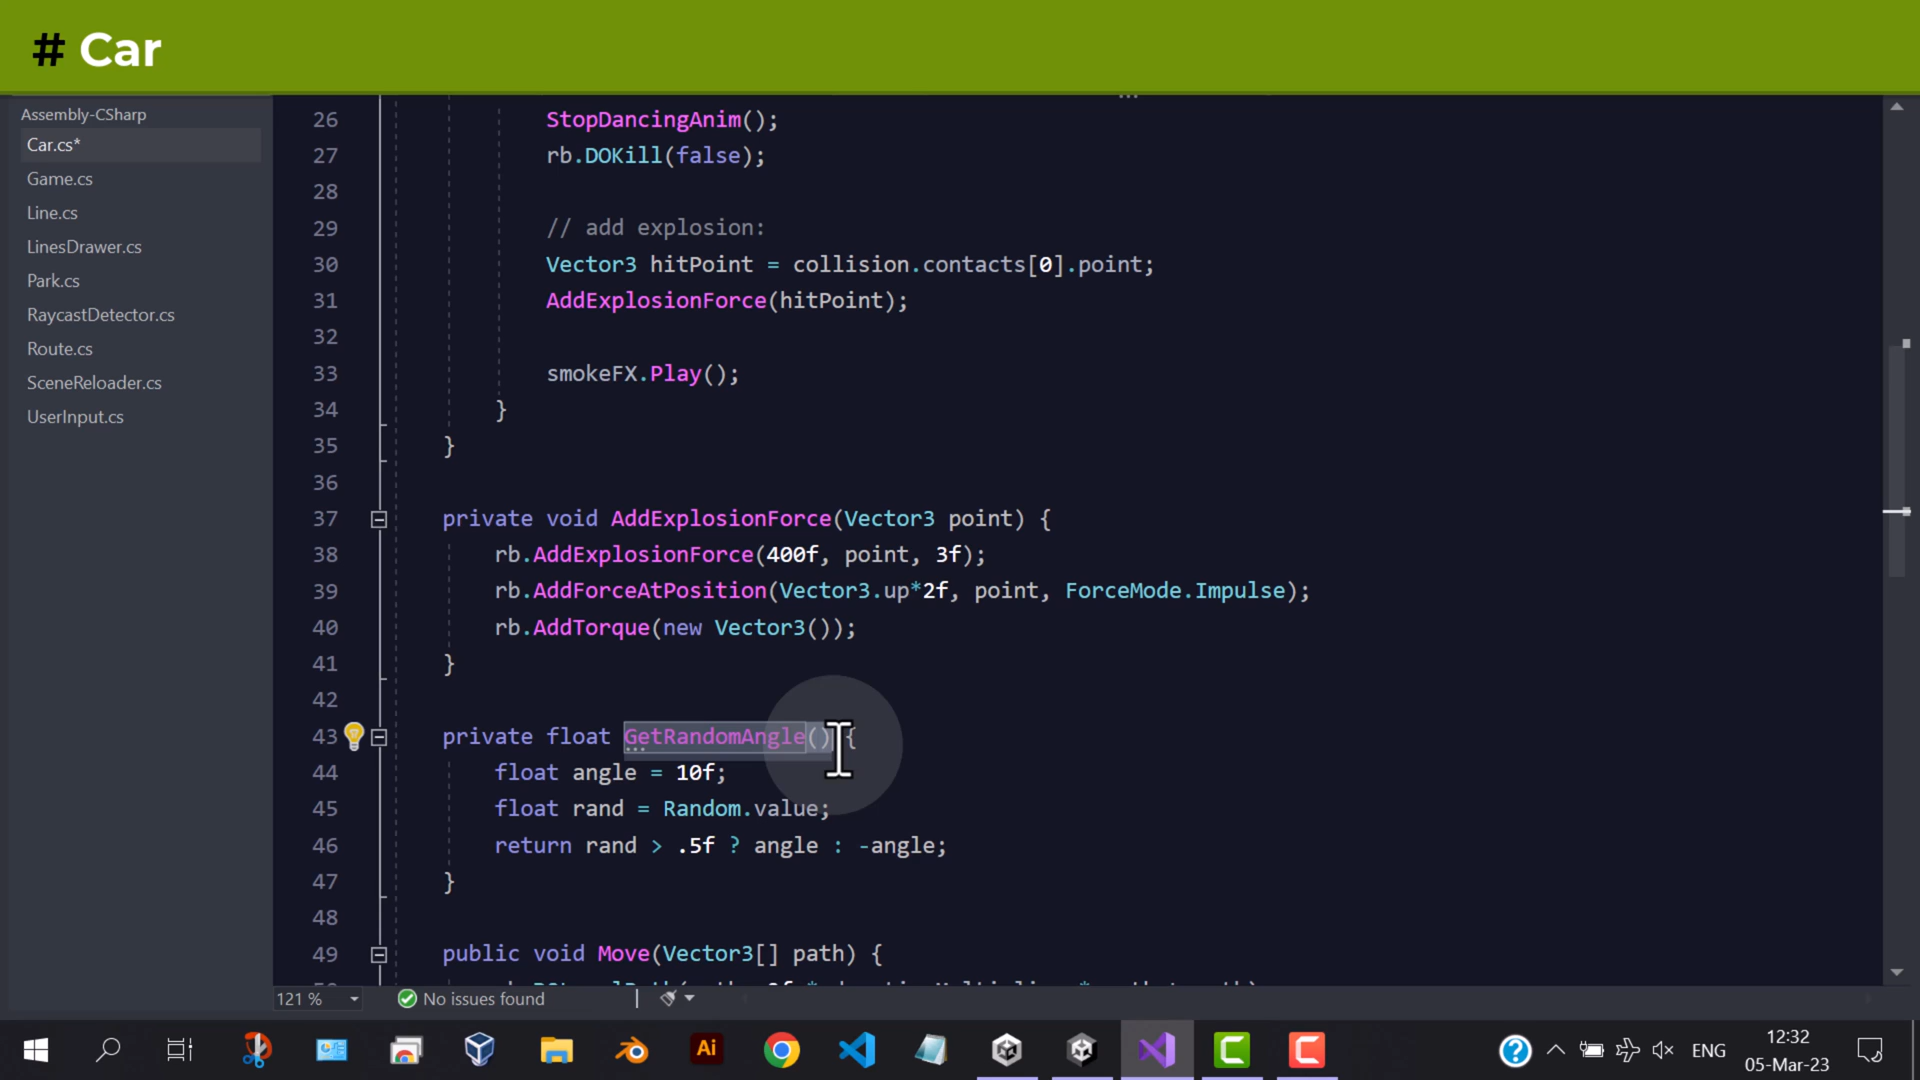 # Car
Assembly-CSharp
Car.cs*
Game.cs
Line.cs
LinesDrawer.cs
Park.cs
RaycastDetector.cs
Route.cs
SceneReloader.cs
UserInput.cs
26 StopDancingAnim();
27 rb.DOKill(false);
28
29 // add explosion:
30 Vector3 hitPoint = collision.contacts[0].point;
31 AddExplosionForce(hitPoint);
32
33 smokeFX.Play();
34 }
35 }
36
37 private void AddExplosionForce(Vector3 point) {
38 rb.AddExplosionForce(400f, point, 3f);
39 rb.AddForceAtPosition(Vector3.up*2f, point, ForceMode.Impulse);
40 rb.AddTorque(new Vector3());
41 }
42
43 private float GetRandomAngle() {
44 float angle = 10f;
45 float rand = Random.value;
46 return rand > .5f ? angle : -angle;
47 }
48
49 public void Move(Vector3[] path) {
121 %
No issues found
Ai
ENG
12:32
05-Mar-23